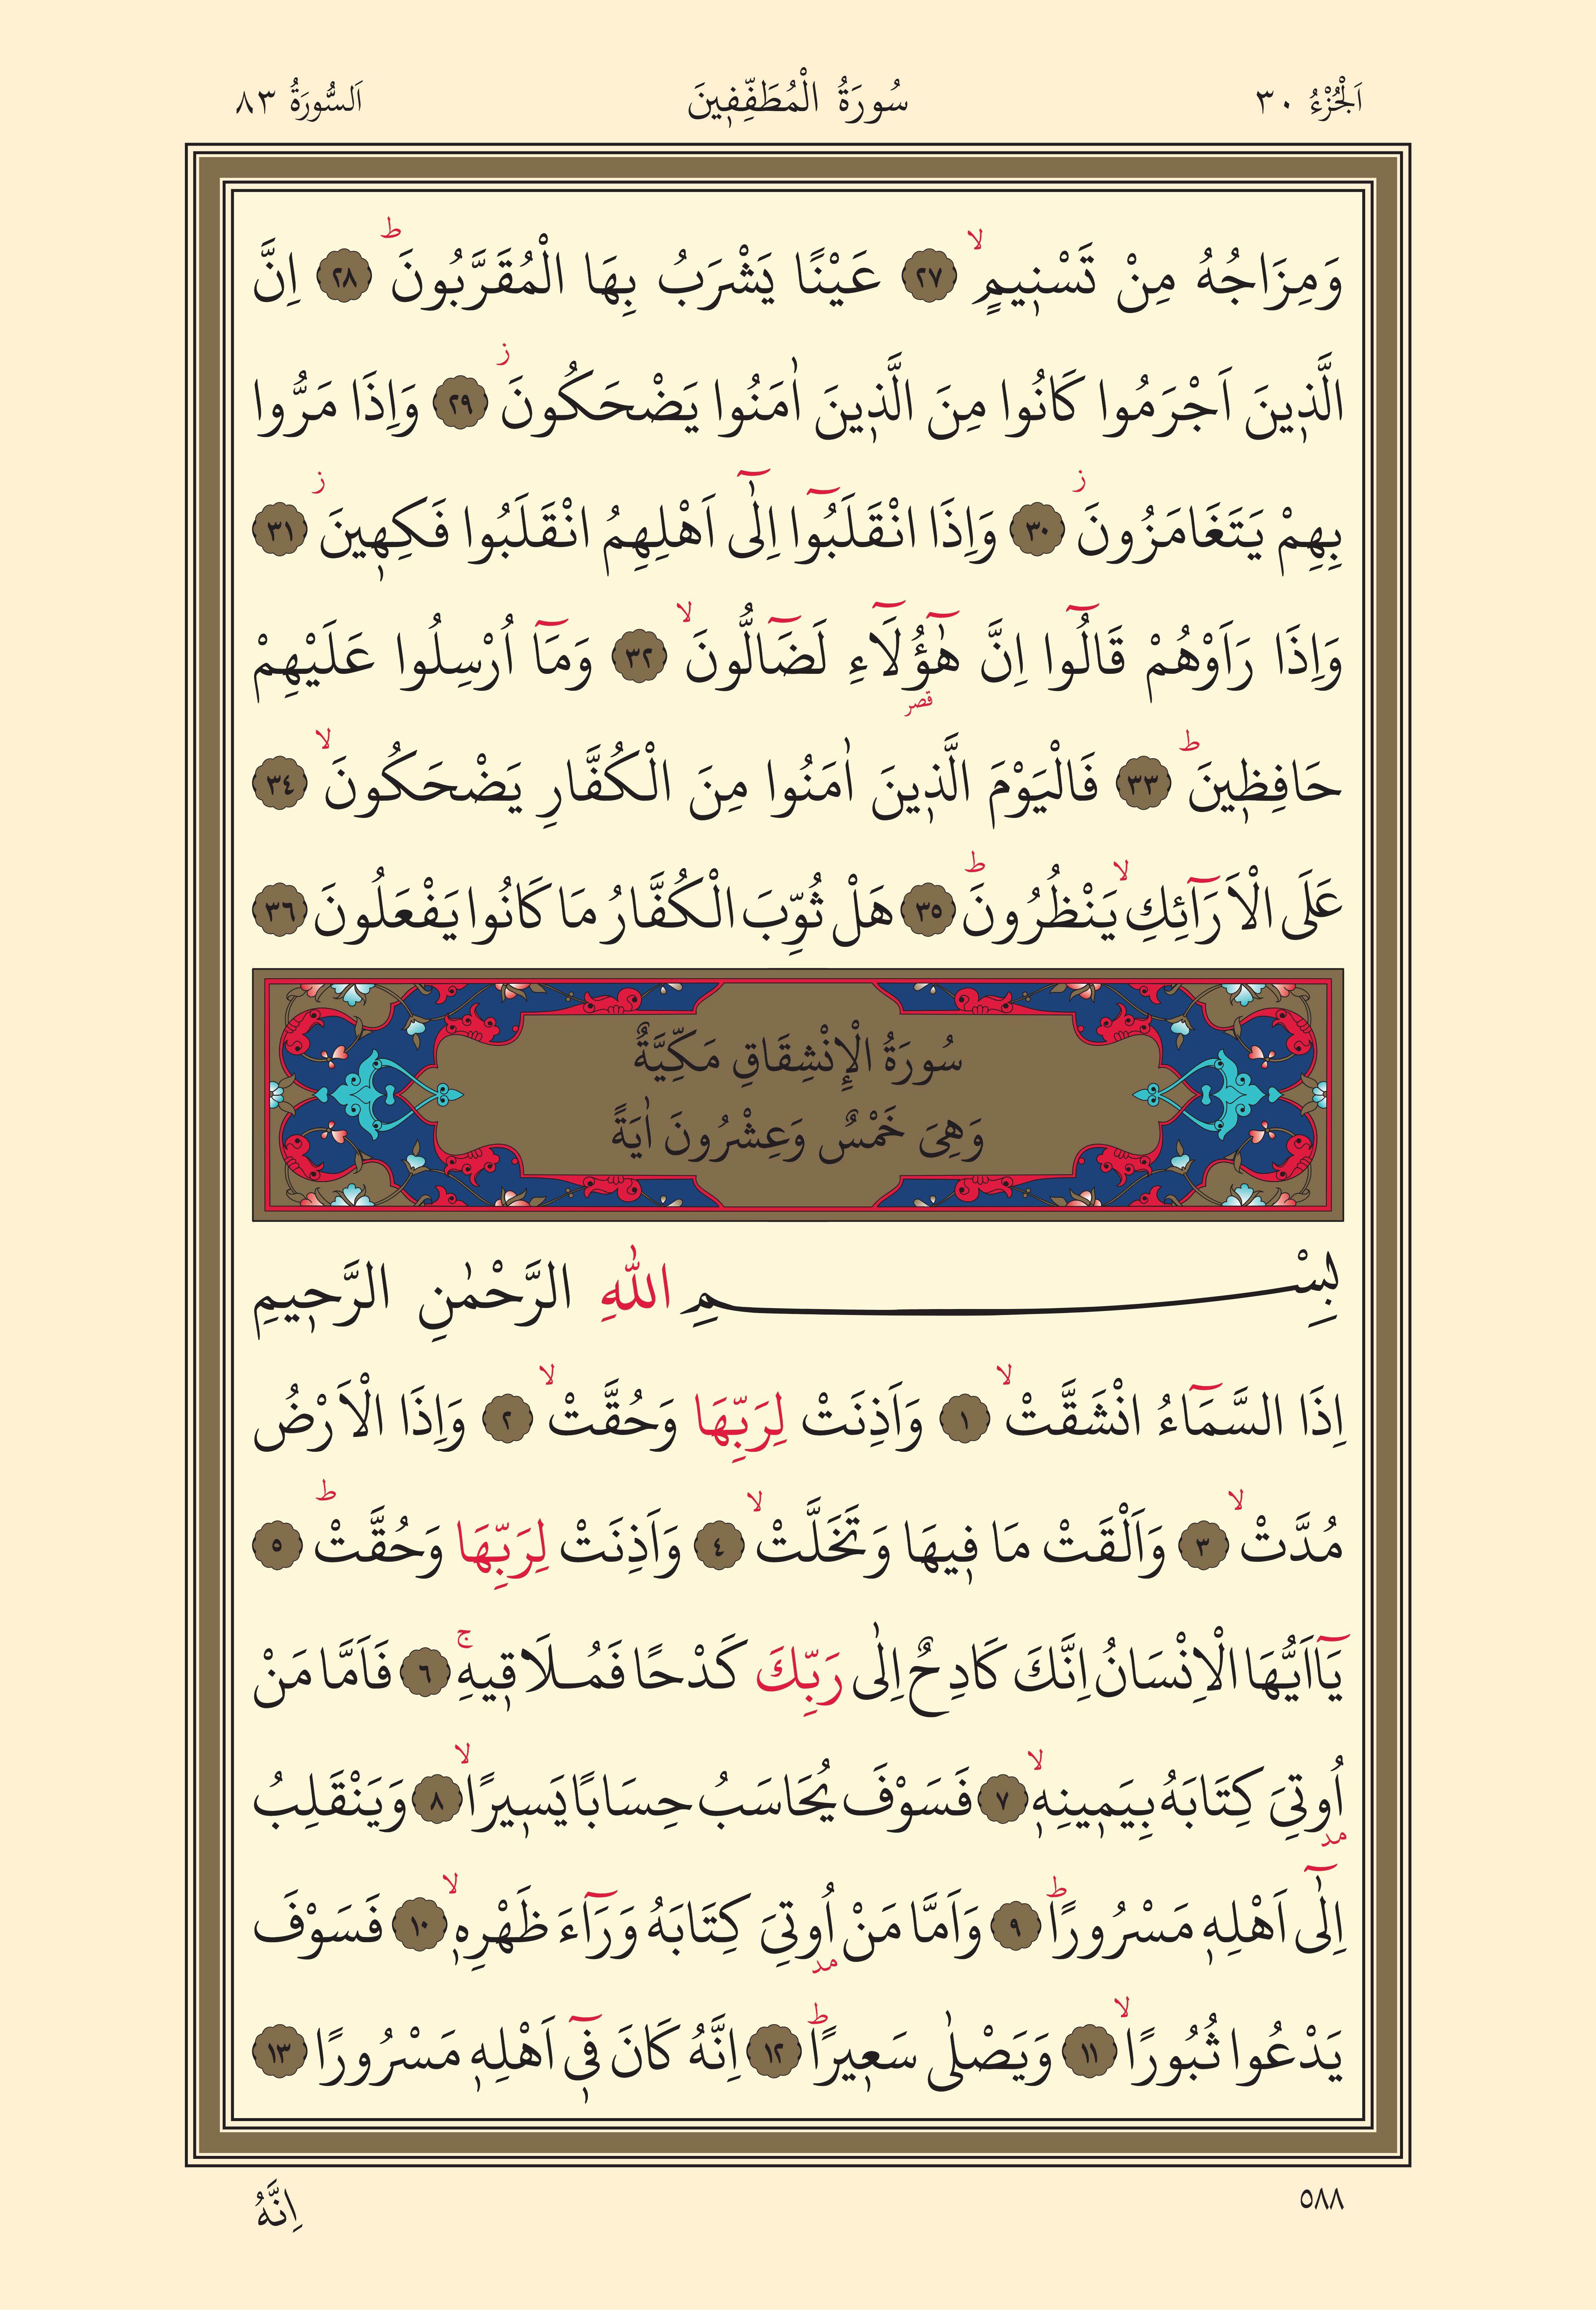 اَلْجُزْءُ ٣٠
سُورَةُ الْمُطَفِّفٖينَ
اَلسُّورَةُ ٨٣
وَمِزَاجُهُ مِنْ تَسْنٖيمٍۙ ﴿٢٧﴾ عَيْنًا يَشْرَبُ بِهَا الْمُقَرَّبُونَؕ ﴿٢٨﴾ اِنَّ
الَّذٖينَ اَجْرَمُوا كَانُوا مِنَ الَّذٖينَ اٰمَنُوا يَضْحَكُونَؗ ﴿٢٩﴾ وَاِذَا مَرُّوا
بِهِمْ يَتَغَامَزُونَؗ ﴿٣٠﴾ وَاِذَا انْقَلَبُٓوا اِلٰٓى اَهْلِهِمُ انْقَلَبُوا فَكِهٖينَؗ ﴿٣١﴾
وَاِذَا رَاَوْهُمْ قَالُٓوا اِنَّ هٰٓؤُ۬لَٓاءِ لَضَٓالُّونَۙ ﴿٣٢﴾ وَمَٓا اُرْسِلُوا عَلَيْهِمْ
قصر
حَافِظٖينَؕ ﴿٣٣﴾ فَالْيَوْمَ الَّذٖينَ اٰمَنُوا مِنَ الْكُفَّارِ يَضْحَكُونَۙ ﴿٣٤﴾
عَلَى الْاَرَٓائِكِۙ يَنْظُرُونَؕ ﴿٣٥﴾ هَلْ ثُوِّبَ الْكُفَّارُ مَا كَانُوا يَفْعَلُونَ ﴿٣٦﴾
سُورَةُ الْإِنْشِقَاقِ مَكِّيَّةٌ
وَهِىَ خَمْسٌ وَعِشْرُونَ اٰيَةً
بِسْمِ اللّٰهِ الرَّحْمٰنِ الرَّحٖيمِ
اِذَا السَّمَٓاءُ انْشَقَّتْۙ ﴿١﴾ وَاَذِنَتْ لِرَبِّهَا وَحُقَّتْۙ ﴿٢﴾ وَاِذَا الْاَرْضُ
مُدَّتْۙ ﴿٣﴾ وَاَلْقَتْ مَا فٖيهَا وَتَخَلَّتْۙ ﴿٤﴾ وَاَذِنَتْ لِرَبِّهَا وَحُقَّتْؕ ﴿٥﴾
يَٓا اَيُّهَا الْاِنْسَانُ اِنَّكَ كَادِحٌ اِلٰى رَبِّكَ كَدْحًا فَمُلَاقٖيهِۚ ﴿٦﴾ فَاَمَّا مَنْ
اُوتِىَ كِتَابَهُ بِيَمٖينِهٖۙ ﴿٧﴾ فَسَوْفَ يُحَاسَبُ حِسَابًا يَسٖيرًاۙ ﴿٨﴾ وَيَنْقَلِبُ
مد
اِلٰٓى اَهْلِهٖ مَسْرُورًاؕ ﴿٩﴾ وَاَمَّا مَنْ اُوتِىَ كِتَابَهُ وَرَٓاءَ ظَهْرِهٖۙ ﴿١٠﴾ فَسَوْفَ
مد
يَدْعُوا ثُبُورًاۙ ﴿١١﴾ وَيَصْلٰى سَعٖيرًاؕ ﴿١٢﴾ اِنَّهُ كَانَ فٖٓى اَهْلِهٖ مَسْرُورًا ﴿١٣﴾
٥٨٨
اِنَّهُ